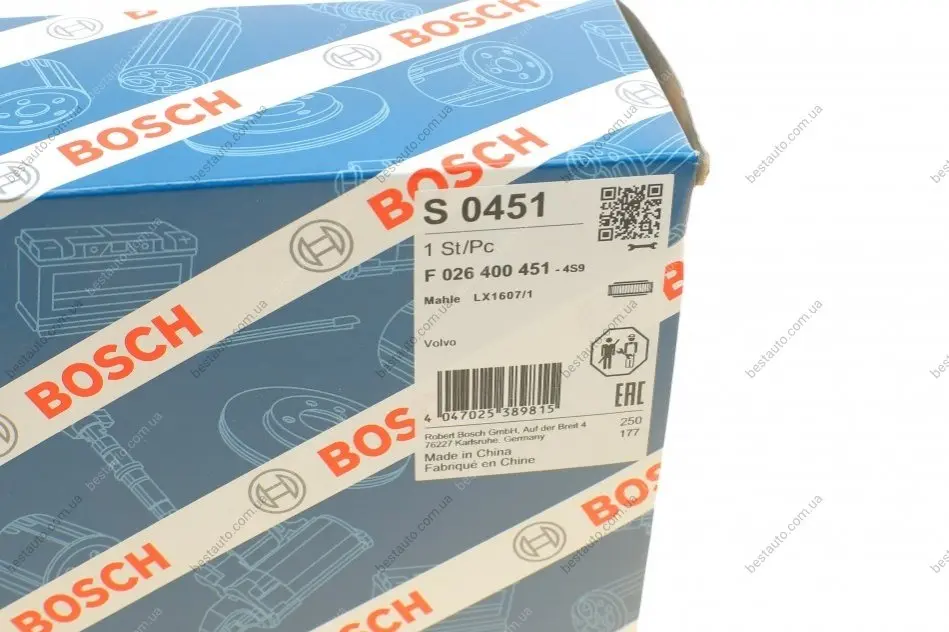 BOSCH
BOSCH
BOSCH
S 0451
1 St/Pc
F 026 400 451 - 4S9
Mahle LX1607/1
Volvo
4 047025 389815
EAC
Robert Bosch GmbH, Auf der Breit 4
76227 Karlsruhe, Germany
250
177
Made in China
Fabriqué en Chine
BOSCH
BOS
BOS
BOSCH
BOSCH
B
bestauto.com.ua